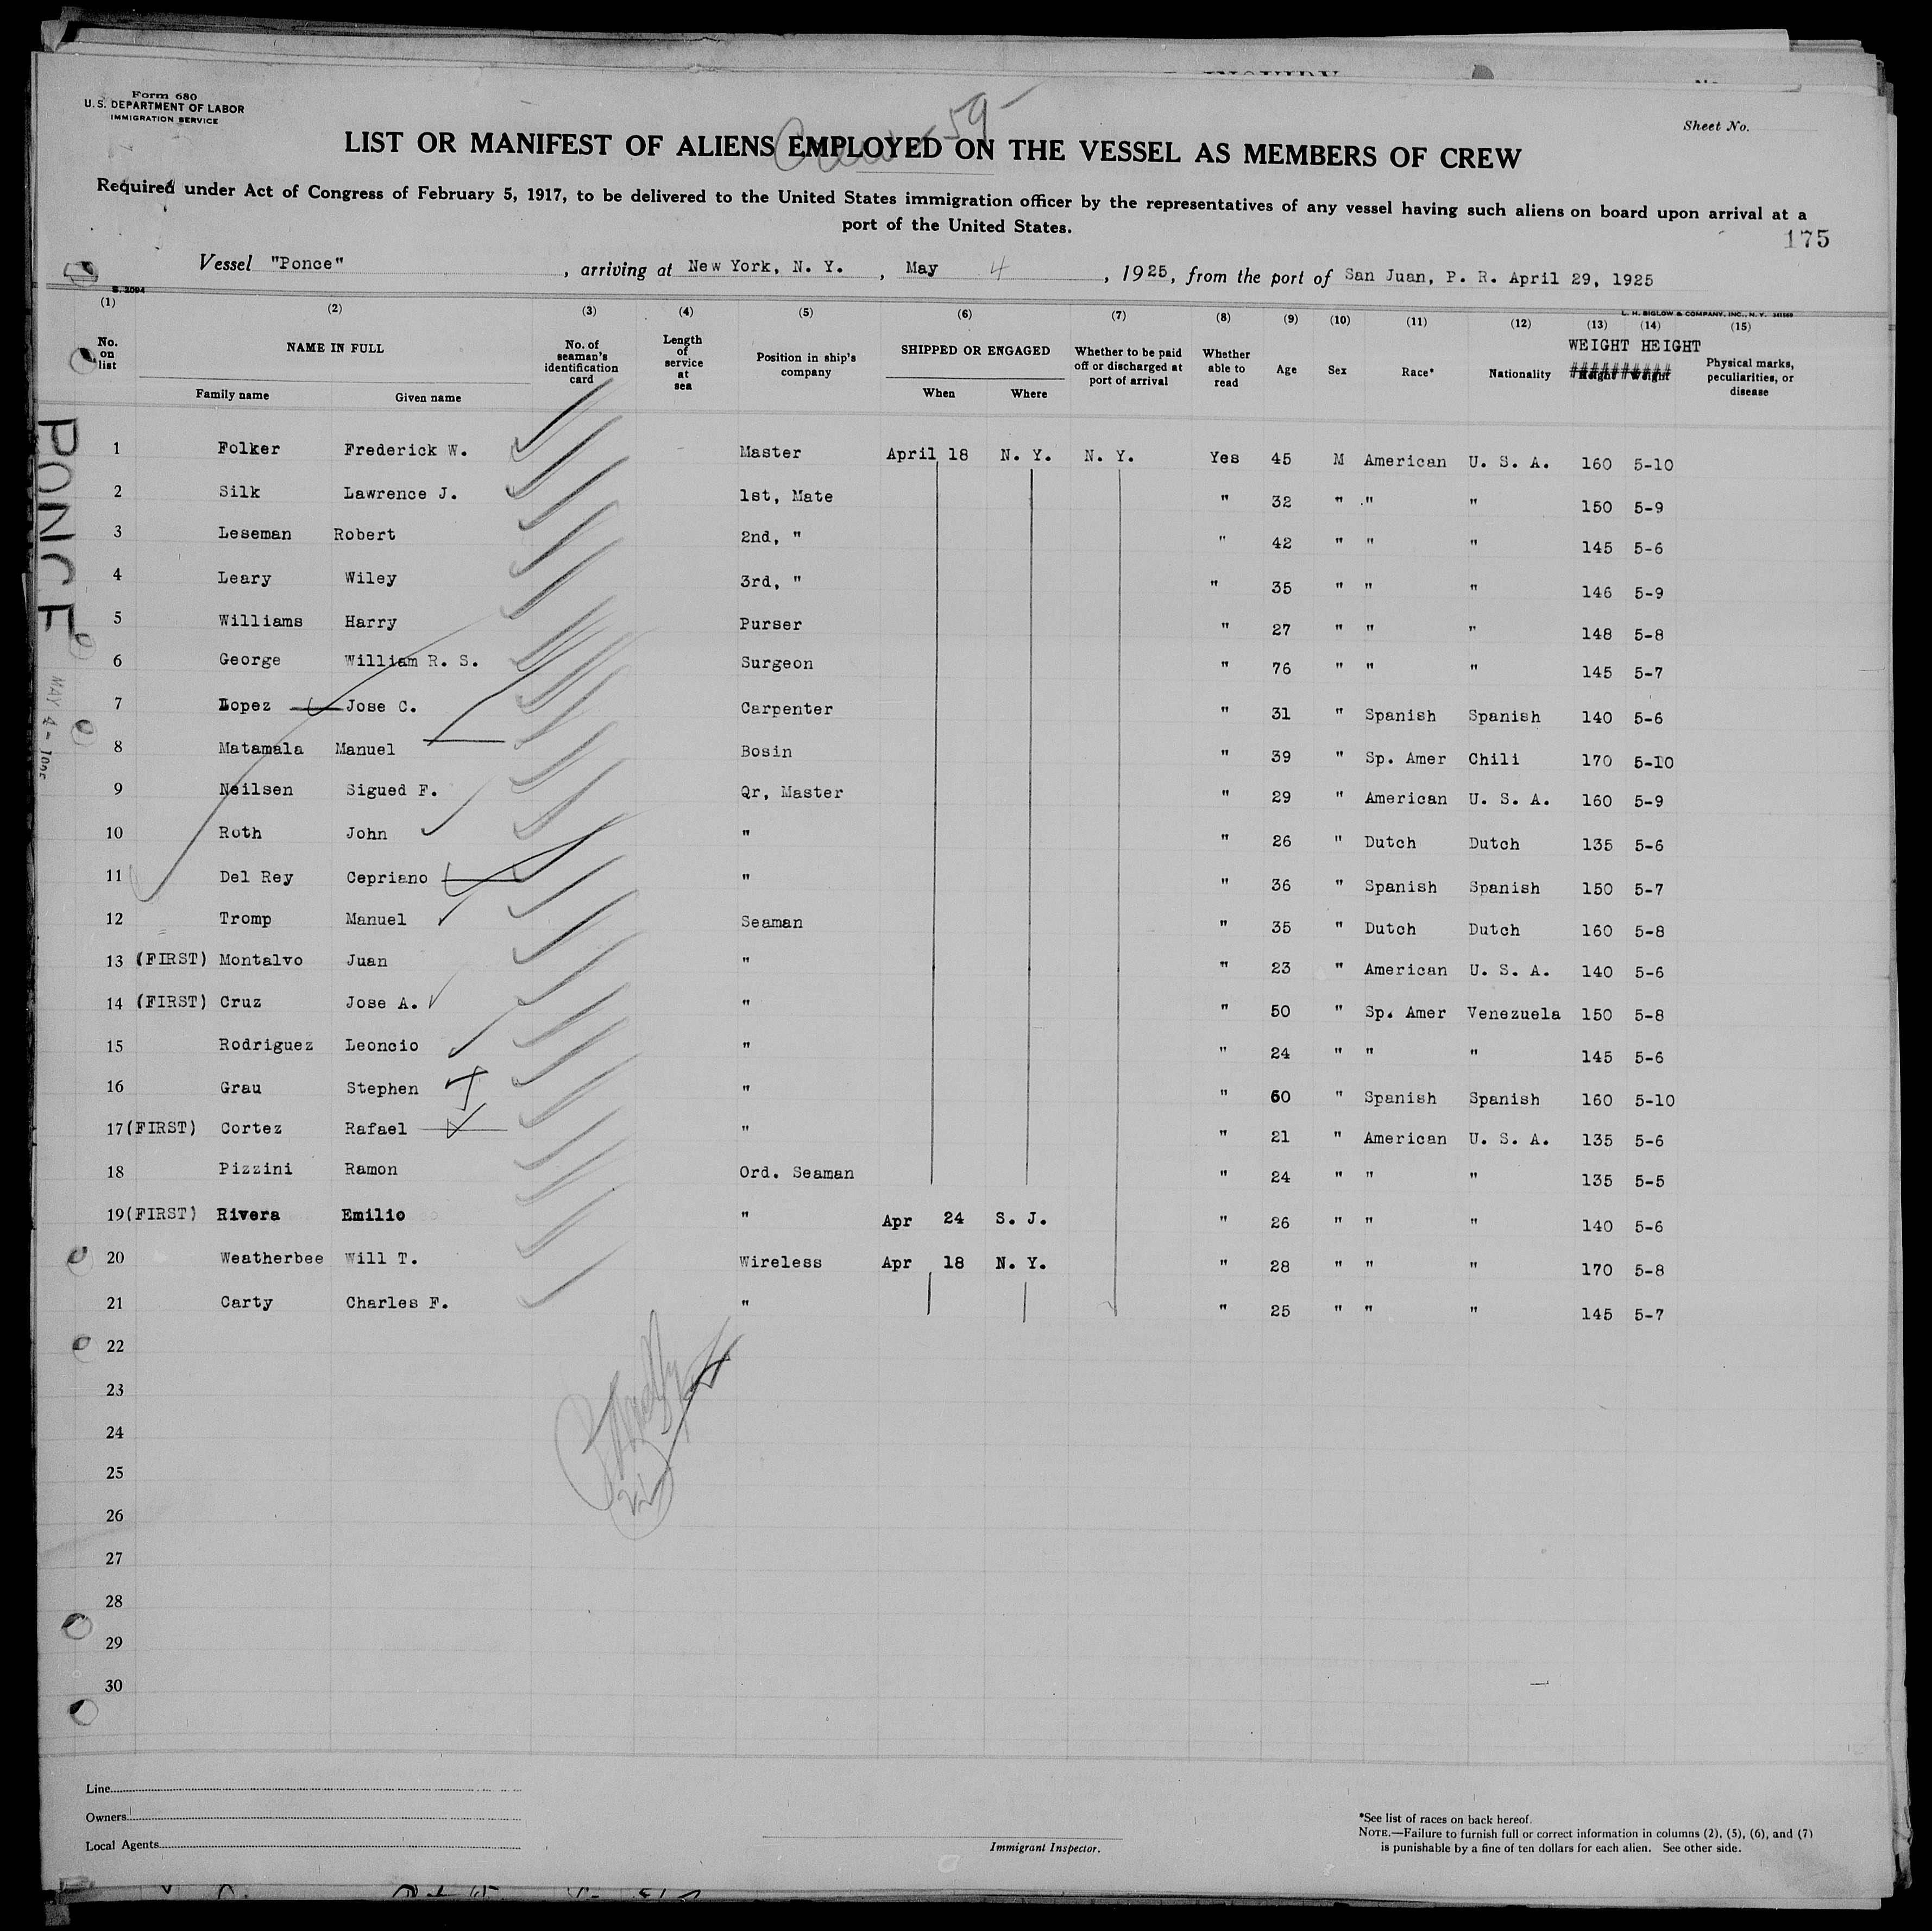 Form 680
U. S. DEPARTMENT OF LABOR
IMMIGRATION SERVICE
59
Sheet No.
LIST OR MANIFEST OF ALIENS EMPLOYED ON THE VESSEL AS MEMBERS OF CREW
Required under Act of Congress of February 5, 1917, to be delivered to the United States immigration officer by the representatives of any vessel having such aliens on board upon arrival at a
port of the United States.
175
Vessel "Ponce" , arriving at New York, N. Y. , May 4 , 1925, from the port of San Juan, P. R. April 29, 1925
S. 2094
L. H. BIGLOW & COMPANY, INC., N. Y.
(1) (2) (3) (4) (5) (6) (7) (8) (9) (10) (11) (12) (13) (14) (15)
No. on list NAME IN FULL Family name Given name No. of seaman's identification card Length of service at sea Position in ship's company SHIPPED OR ENGAGED When Where Whether to be paid off or discharged at port of arrival Whether able to read Age Sex Race* Nationality WEIGHT HEIGHT Height Weight Physical marks, peculiarities, or disease
1 Folker Frederick W. Master April 18 N. Y. N. Y. Yes 45 M American U. S. A. 160 5-10
2 Silk Lawrence J. 1st, Mate " 32 " " " 150 5-9
3 Leseman Robert 2nd, " " 42 " " " 145 5-6
4 Leary Wiley 3rd, " " 35 " " " 146 5-9
5 Williams Harry Purser " 27 " " " 148 5-8
6 George William R. S. Surgeon " 76 " " " 145 5-7
7 Lopez Jose C. Carpenter " 31 " Spanish Spanish 140 5-6
8 Matamala Manuel Bosin " 39 " Sp. Amer Chili 170 5-10
9 Neilsen Sigued F. Qr, Master " 29 " American U. S. A. 160 5-9
10 Roth John " " 26 " Dutch Dutch 135 5-6
11 Del Rey Cepriano " " 36 " Spanish Spanish 150 5-7
12 Tromp Manuel Seaman " 35 " Dutch Dutch 160 5-8
13 (FIRST) Montalvo Juan " " 23 " American U. S. A. 140 5-6
14 (FIRST) Cruz Jose A. " " 50 " Sp. Amer Venezuela 150 5-8
15 Rodriguez Leoncio " " 24 " " " 145 5-6
16 Grau Stephen " " 60 " Spanish Spanish 160 5-10
17 (FIRST) Cortez Rafael " " 21 " American U. S. A. 135 5-6
18 Pizzini Ramon Ord. Seaman " 24 " " " 135 5-5
19 (FIRST) Rivera Emilio " Apr 24 S. J. " 26 " " " 140 5-6
20 Weatherbee Will T. Wireless Apr 18 N. Y. " 28 " " " 170 5-8
21 Carty Charles F. " " 25 " " " 145 5-7
22
23
24
25
26
27
28
29
30
PONCE
MAY 4 - 1925
Line
Owners
Local Agents
Immigrant Inspector.
*See list of races on back hereof.
NOTE.—Failure to furnish full or correct information in columns (2), (5), (6), and (7)
is punishable by a fine of ten dollars for each alien. See other side.